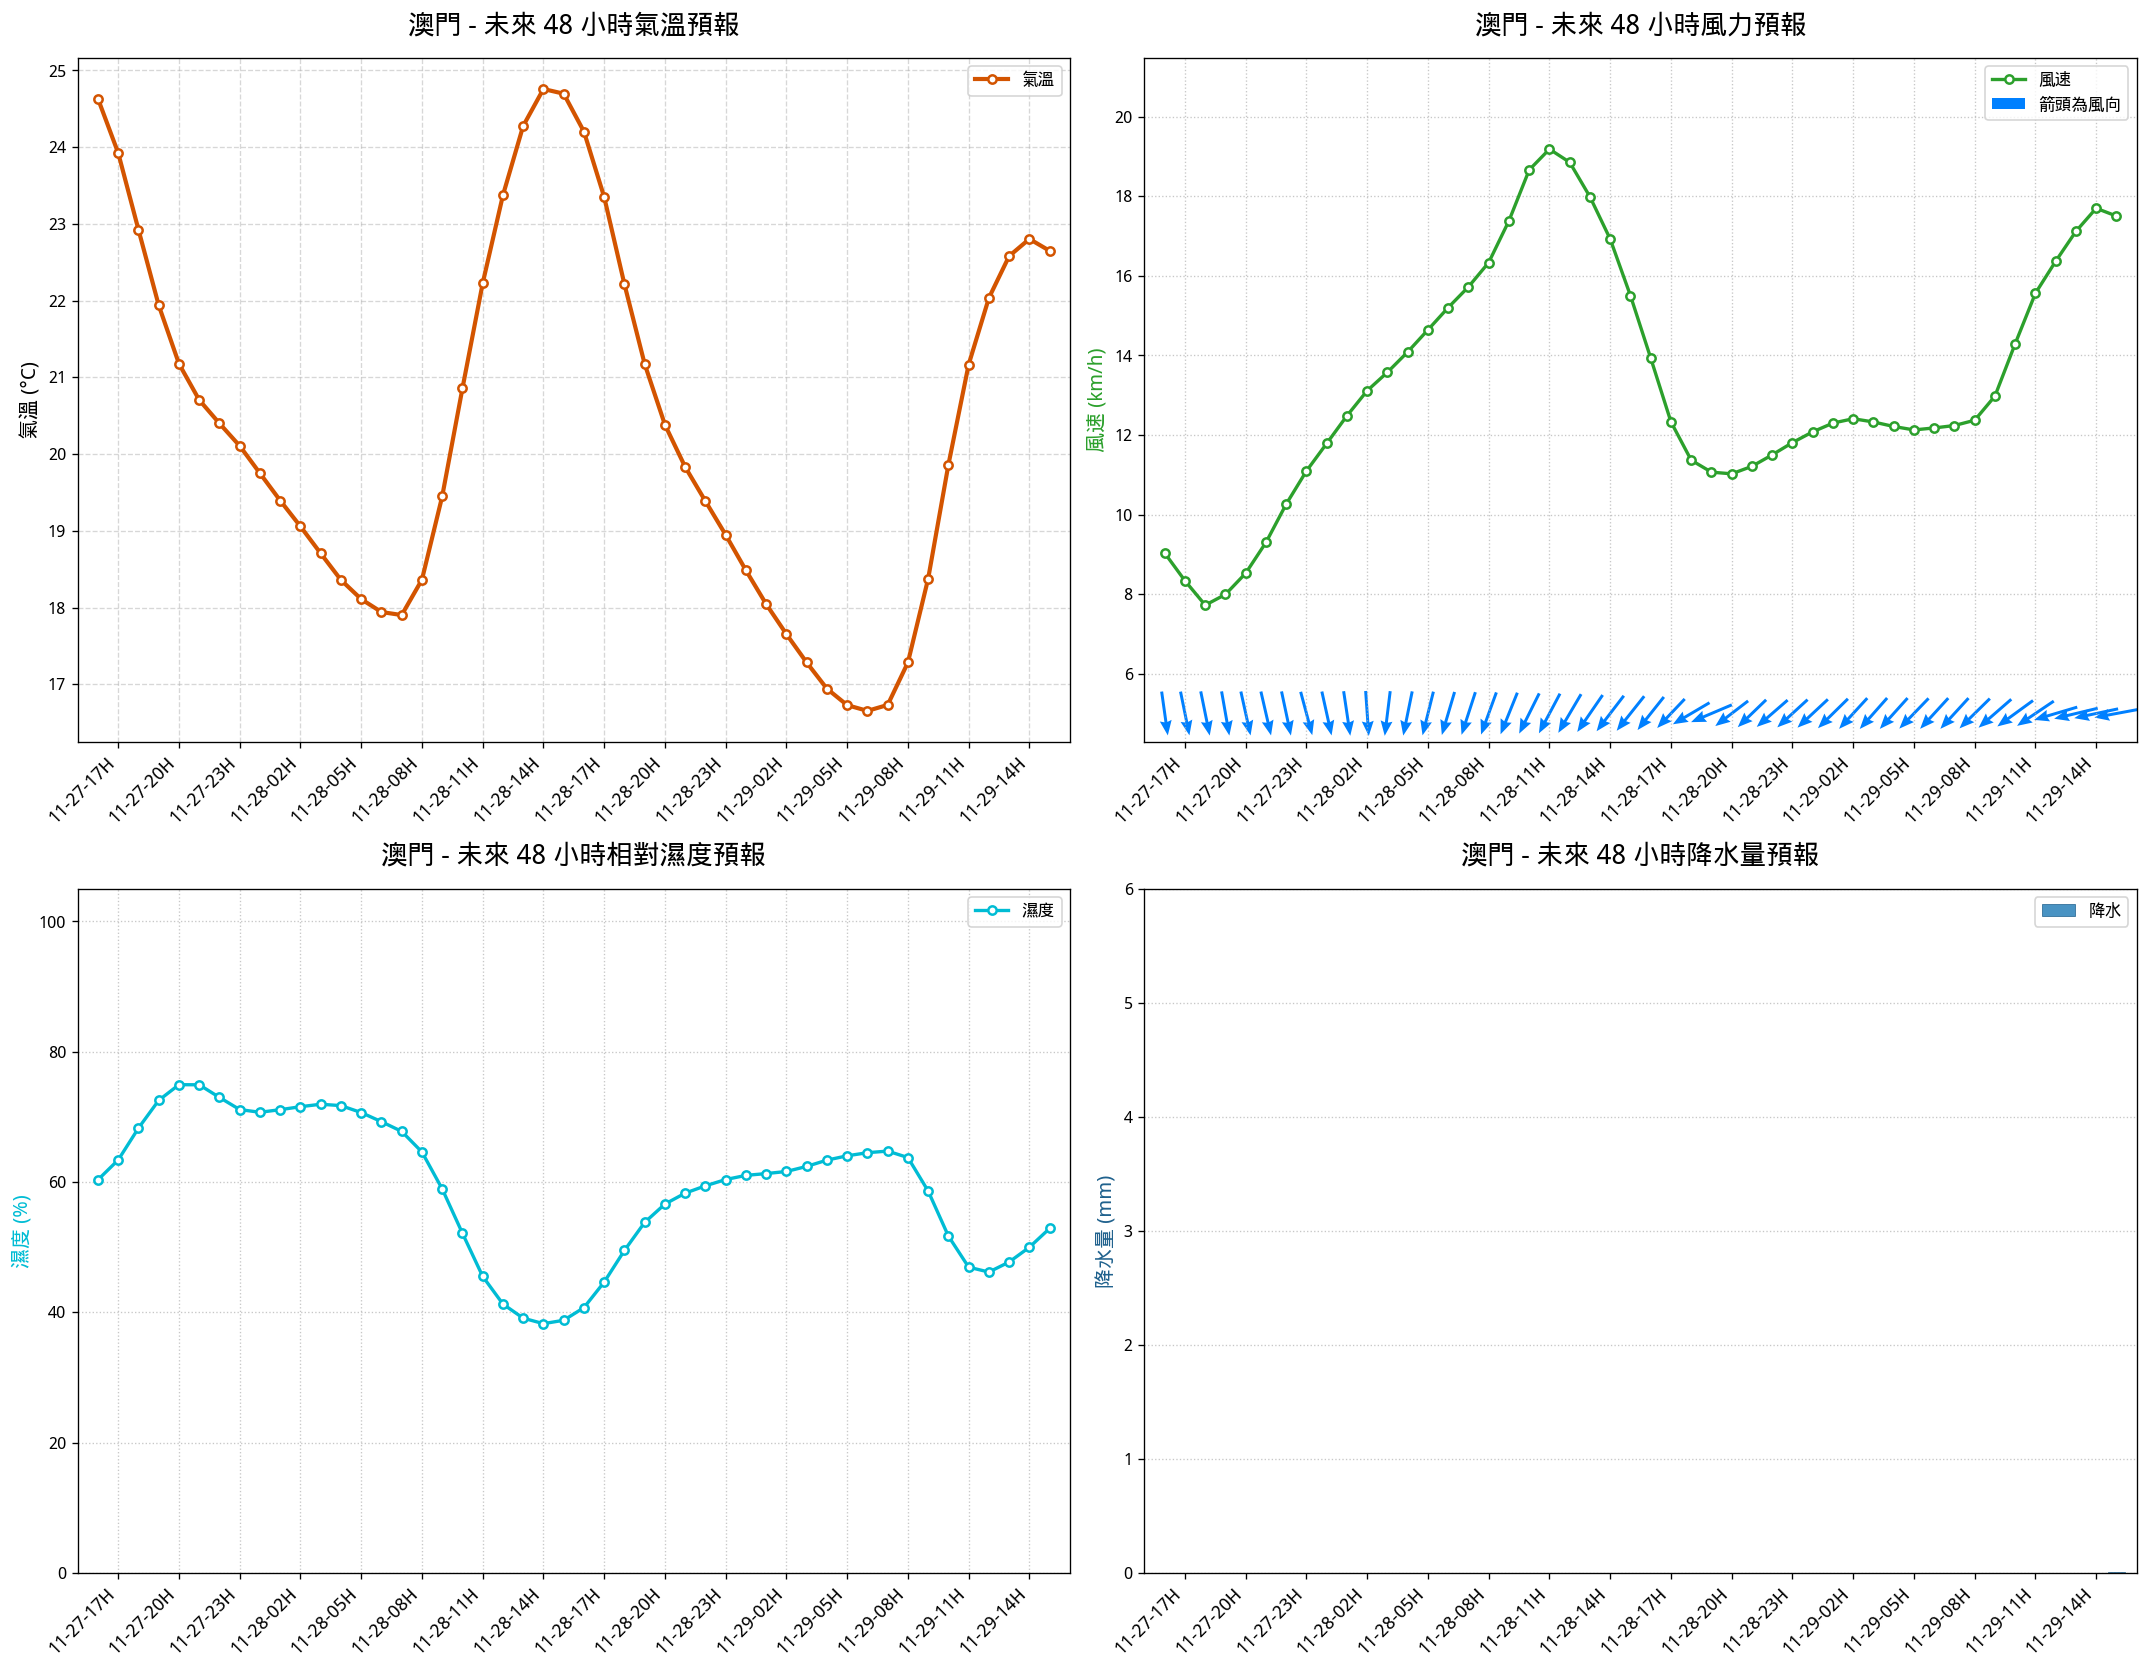 澳門 - 未來 48 小時氣溫預報
氣溫
氣溫 (°C)
25
24
23
22
21
20
19
18
17
11-27-17H
11-27-20H
11-27-23H
11-28-02H
11-28-05H
11-28-08H
11-28-11H
11-28-14H
11-28-17H
11-28-20H
11-28-23H
11-29-02H
11-29-05H
11-29-08H
11-29-11H
11-29-14H
澳門 - 未來 48 小時風力預報
風速
箭頭為風向
風速 (km/h)
20
18
16
14
12
10
8
6
11-27-17H
11-27-20H
11-27-23H
11-28-02H
11-28-05H
11-28-08H
11-28-11H
11-28-14H
11-28-17H
11-28-20H
11-28-23H
11-29-02H
11-29-05H
11-29-08H
11-29-11H
11-29-14H
澳門 - 未來 48 小時相對濕度預報
濕度
濕度 (%)
100
80
60
40
20
0
11-27-17H
11-27-20H
11-27-23H
11-28-02H
11-28-05H
11-28-08H
11-28-11H
11-28-14H
11-28-17H
11-28-20H
11-28-23H
11-29-02H
11-29-05H
11-29-08H
11-29-11H
11-29-14H
澳門 - 未來 48 小時降水量預報
降水
降水量 (mm)
6
5
4
3
2
1
0
11-27-17H
11-27-20H
11-27-23H
11-28-02H
11-28-05H
11-28-08H
11-28-11H
11-28-14H
11-28-17H
11-28-20H
11-28-23H
11-29-02H
11-29-05H
11-29-08H
11-29-11H
11-29-14H